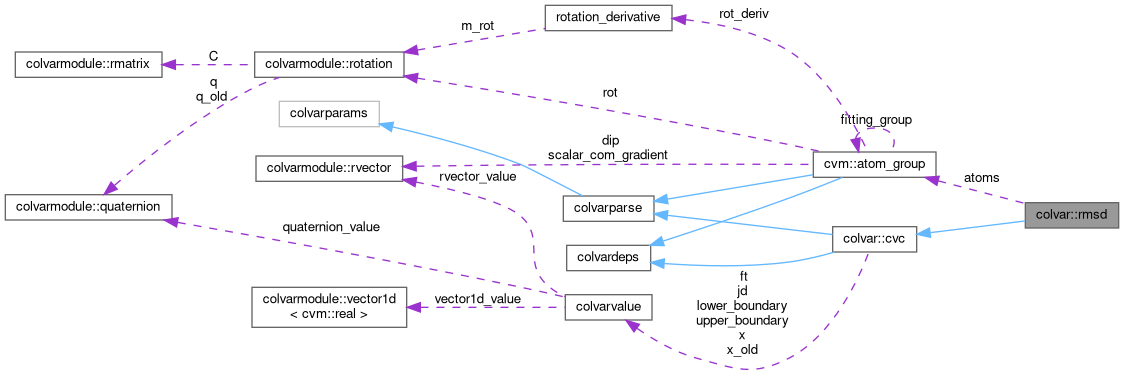 rotation_derivative
rot_deriv
m_rot
colvarmodule::rmatrix
C
colvarmodule::rotation
q
q_old
rot
colvarparams
fitting_group
dip
scalar_com_gradient
cvm::atom_group
colvarmodule::rvector
rvector_value
atoms
colvarmodule::quaternion
colvarparse
colvar::rmsd
quaternion_value
colvar::cvc
colvardeps
ft
jd
lower_boundary
upper_boundary
x
x_old
colvarmodule::vector1d
< cvm::real >
vector1d_value
colvarvalue